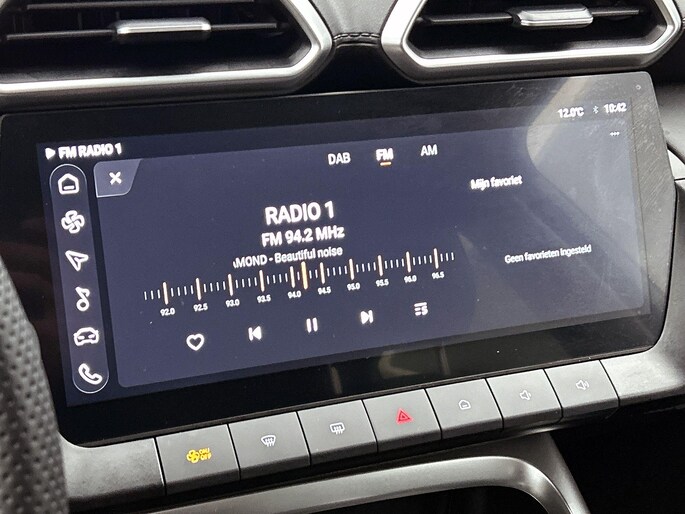 12.0°C 10:42
FM RADIO 1
DAB FM AM
Mijn favoriet
RADIO 1
FM 94.2 MHz
MOND - Beautiful noise
Geen favorieten ingesteld
92.0 92.5 93.0 93.5 94.0 94.5 95.0 95.5 96.0 96.5
ON/
OFF